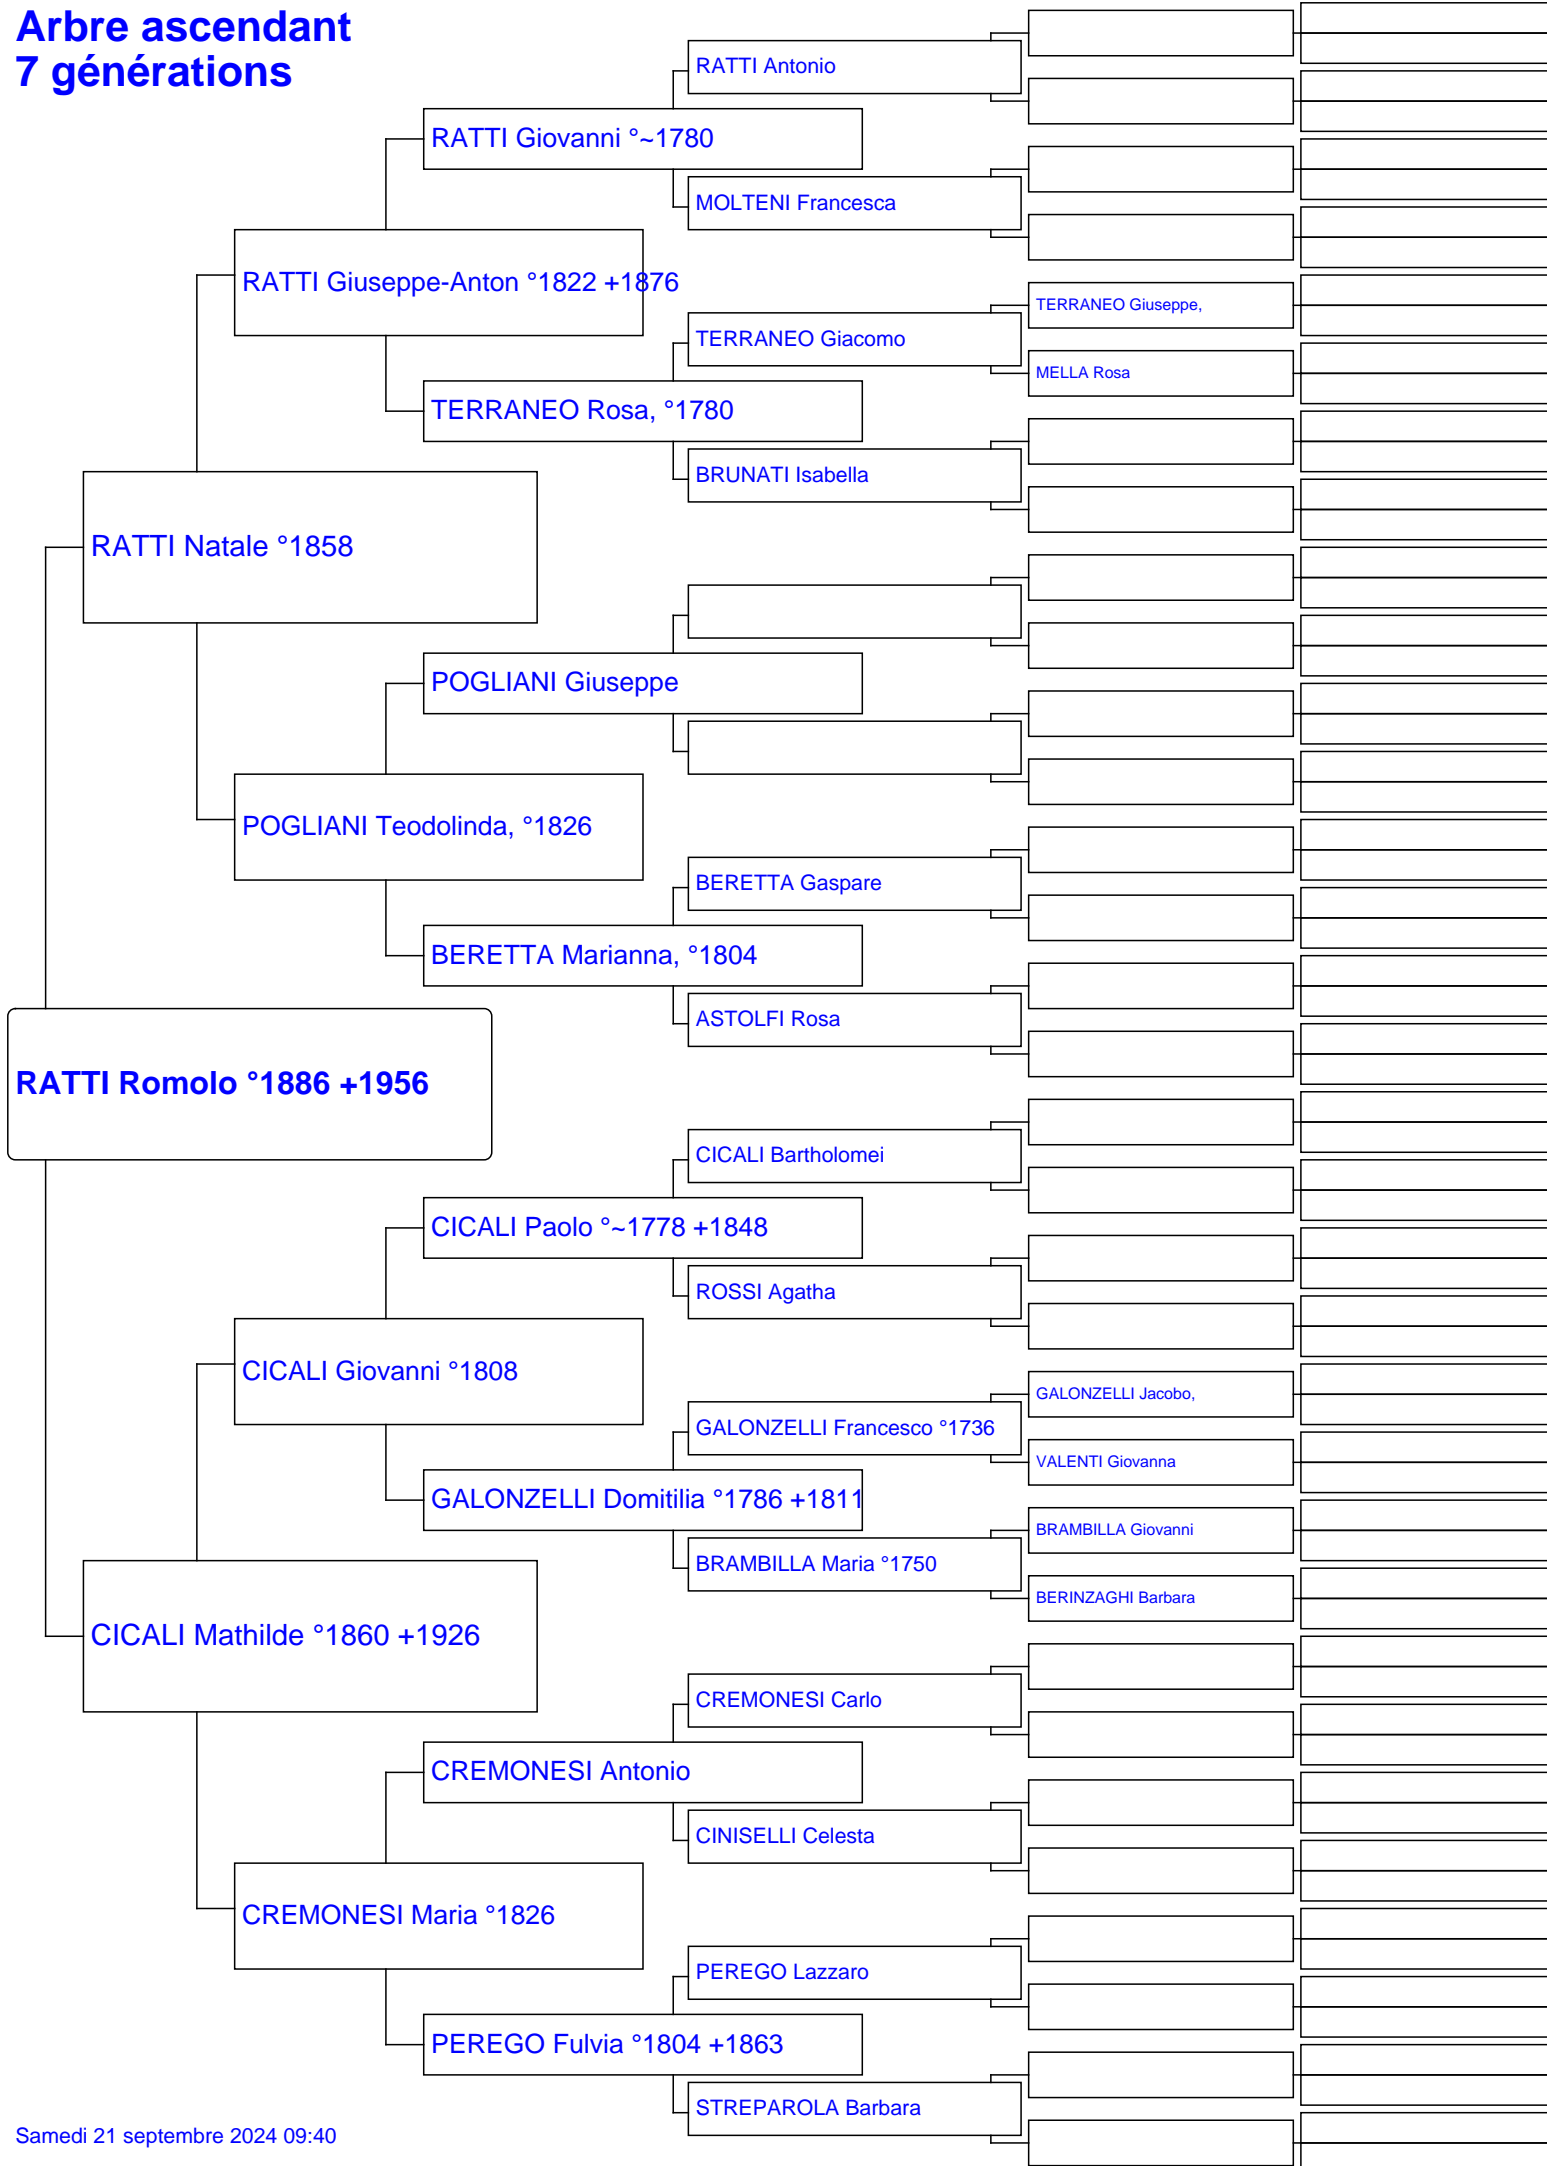 Arbre ascendant
7 générations
RATTI Antonio
RATTI Giovanni °~1780
MOLTENI Francesca
RATTI Giuseppe-Anton °1822 +1876
TERRANEO Giuseppe,
TERRANEO Giacomo
MELLA Rosa
TERRANEO Rosa, °1780
BRUNATI Isabella
RATTI Natale °1858
POGLIANI Giuseppe
POGLIANI Teodolinda, °1826
BERETTA Gaspare
BERETTA Marianna, °1804
ASTOLFI Rosa
RATTI Romolo °1886 +1956
CICALI Bartholomei
CICALI Paolo °~1778 +1848
ROSSI Agatha
CICALI Giovanni °1808
GALONZELLI Jacobo,
GALONZELLI Francesco °1736
VALENTI Giovanna
GALONZELLI Domitilia °1786 +1811
BRAMBILLA Giovanni
BRAMBILLA Maria °1750
BERINZAGHI Barbara
CICALI Mathilde °1860 +1926
CREMONESI Carlo
CREMONESI Antonio
CINISELLI Celesta
CREMONESI Maria °1826
PEREGO Lazzaro
PEREGO Fulvia °1804 +1863
STREPAROLA Barbara
Samedi 21 septembre 2024 09:40